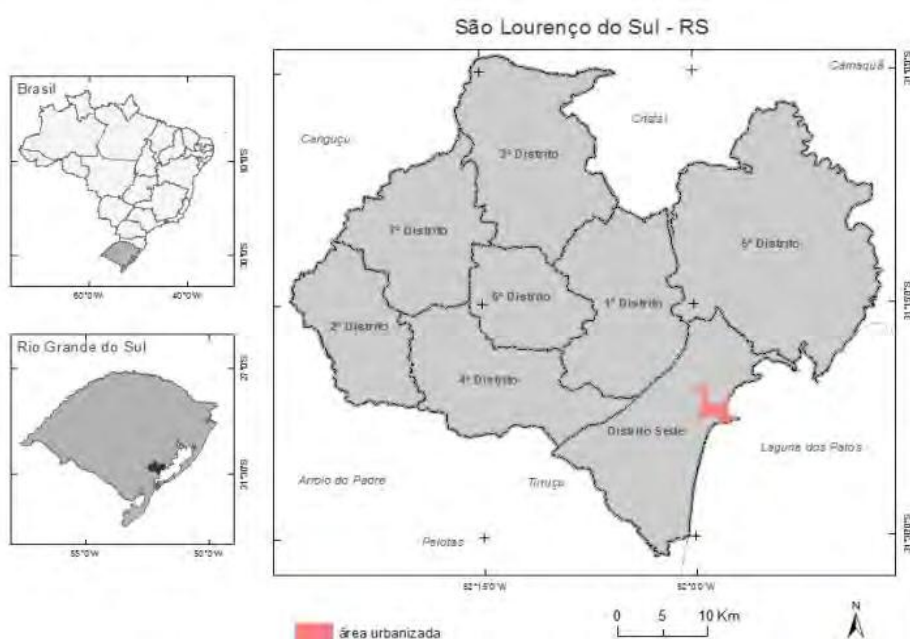 São Lourenço do Sul - RS
Brasil
60°0'W
40°0'W
Rio Grande do Sul
55°0'W
50°0'W
Canguçu
Cristal
Camaquã
3º Distrito
7º Distrito
5º Distrito
6º Distrito
1º Distrito
2º Distrito
4º Distrito
Distrito Sede
Laguna dos Patos
Arroio do Padre
Turuçu
Pelotas
52°15'0"W
52°0'0"W
área urbanizada
0 5 10 Km
N